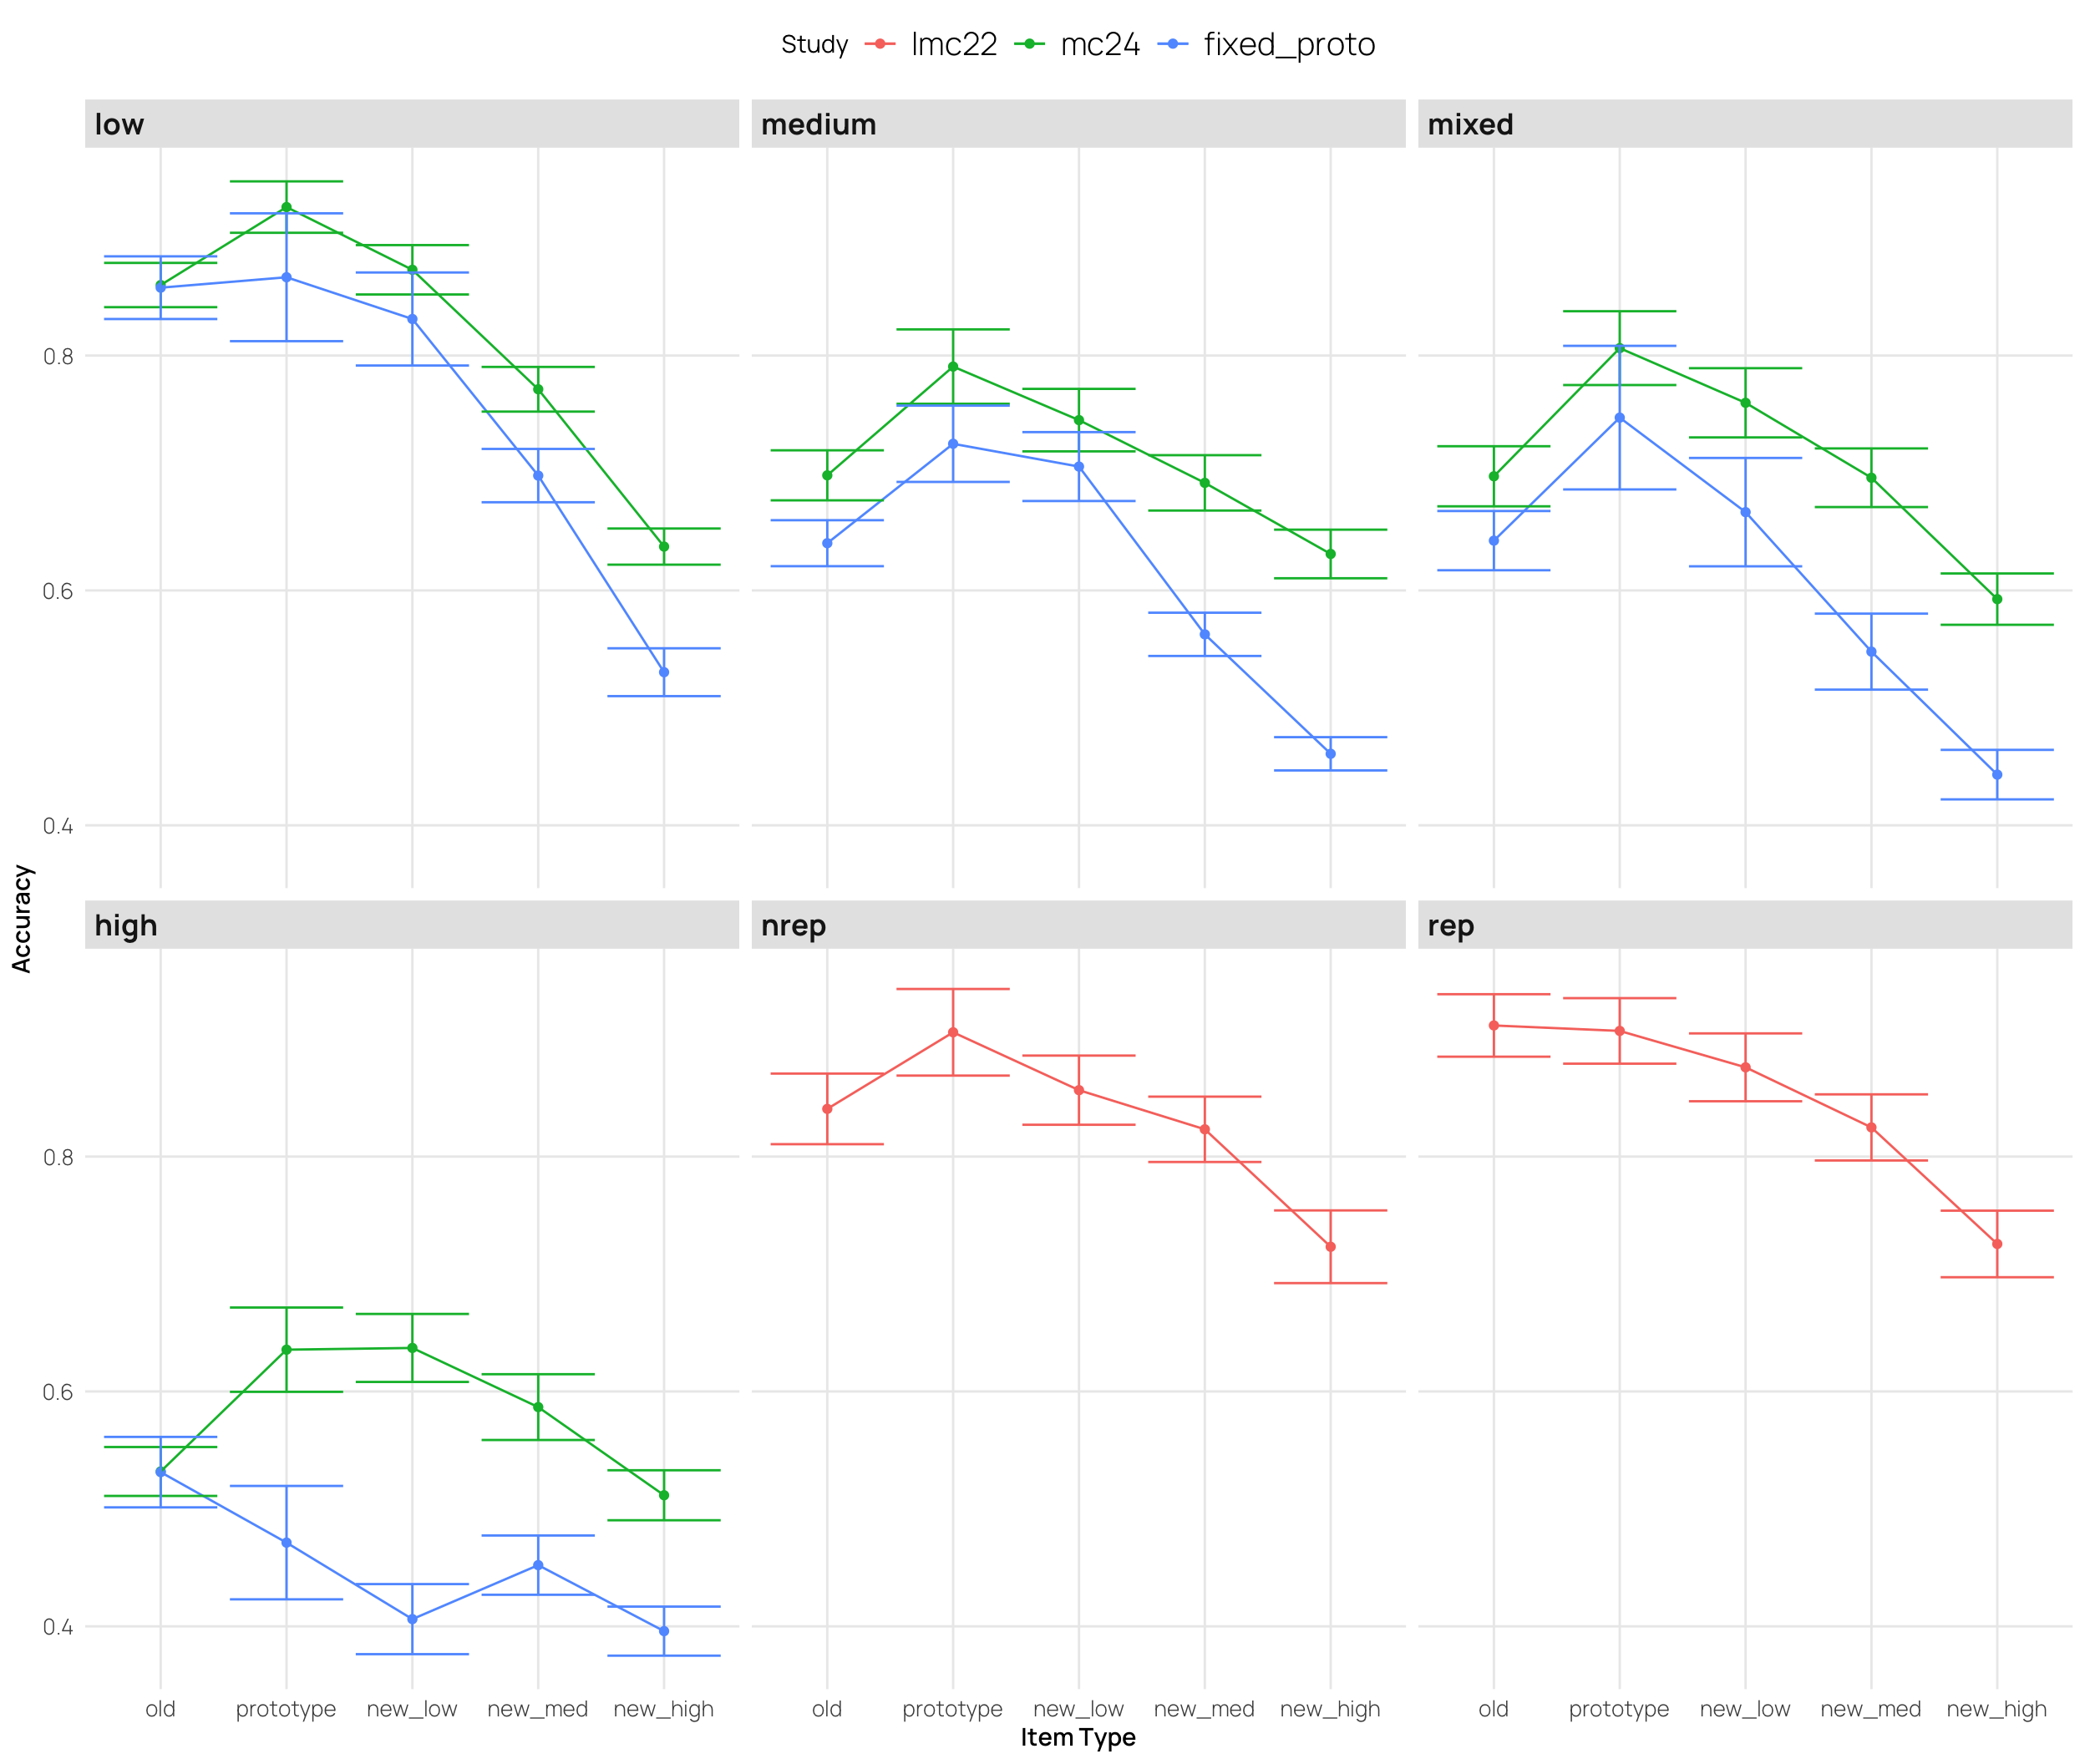 Study lmc22 mc24 fixed_proto
low medium mixed
0.8
0.6
0.4
Accuracy
high nrep rep
0.8
0.6
0.4
old prototype new_low new_med new_high old prototype new_low new_med new_high old prototype new_low new_med new_high
Item Type